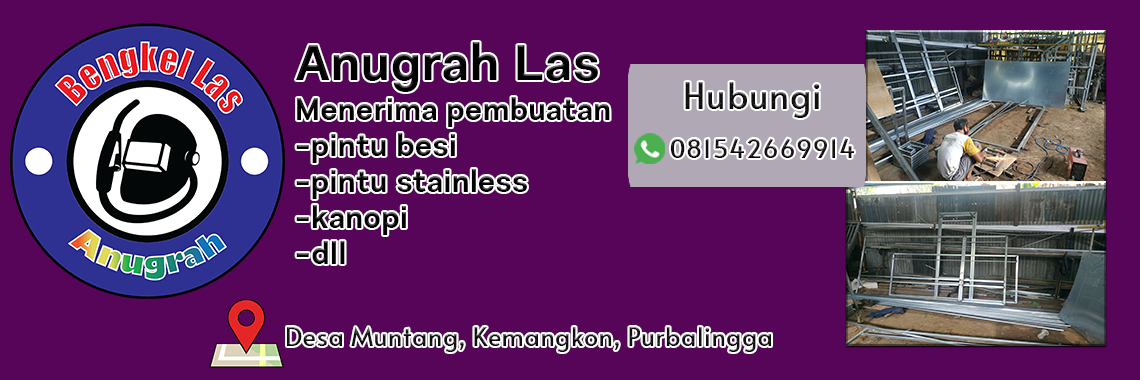 Bengkel Las
Anugrah
Anugrah Las
Menerima pembuatan
-pintu besi
-pintu stainless
-kanopi
-dll
Hubungi
081542669914
Desa Muntang, Kemangkon, Purbalingga